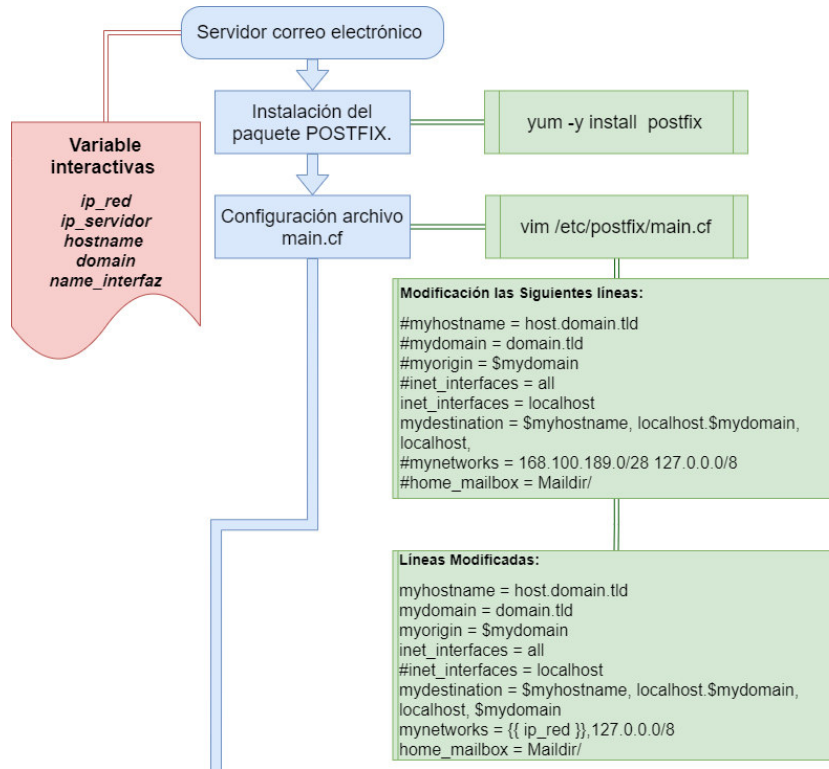 Servidor correo electrónico
Instalación del
paquete POSTFIX.
yum -y install  postfix
Variable
interactivas
ip_red
ip_servidor
hostname
domain
name_interfaz
Configuración archivo
main.cf
vim /etc/postfix/main.cf
Modificación las Siguientes líneas:
#myhostname = host.domain.tld
#mydomain = domain.tld
#myorigin = $mydomain
#inet_interfaces = all
inet_interfaces = localhost
mydestination = $myhostname, localhost.$mydomain,
localhost,
#mynetworks = 168.100.189.0/28 127.0.0.0/8
#home_mailbox = Maildir/
Líneas Modificadas:
myhostname = host.domain.tld
mydomain = domain.tld
myorigin = $mydomain
inet_interfaces = all
#inet_interfaces = localhost
mydestination = $myhostname, localhost.$mydomain,
localhost, $mydomain
mynetworks = {{ ip_red }},127.0.0.0/8
home_mailbox = Maildir/